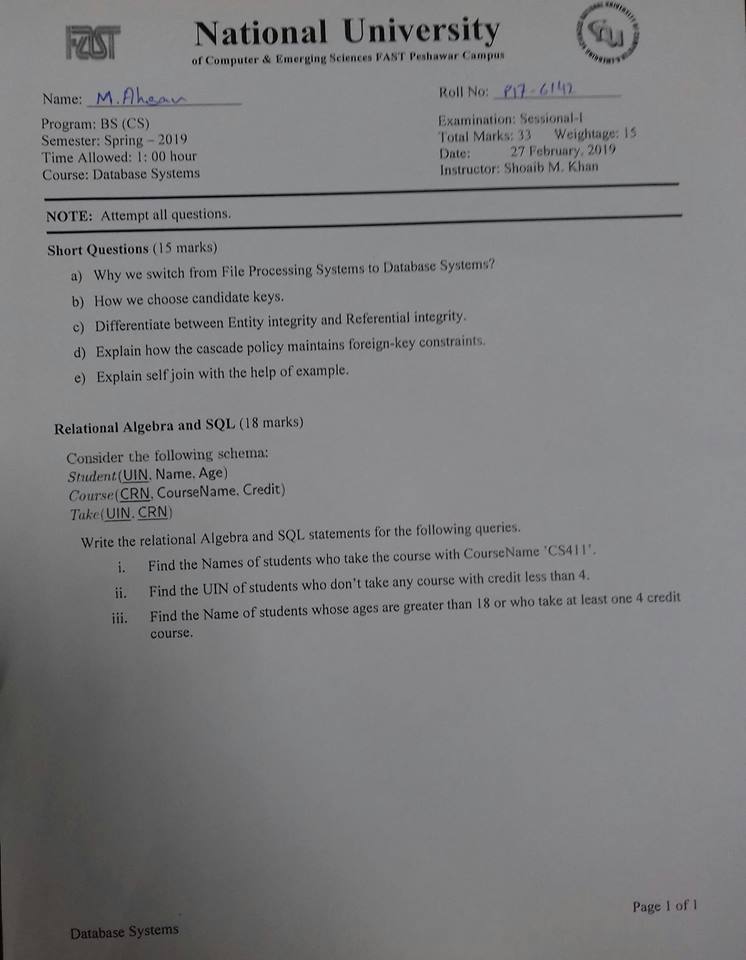 FAST
National University
of Computer & Emerging Sciences FAST Peshawar Campus
Name: M. Ahsan
Roll No: P17-6142
Program: BS (CS)
Examination: Sessional-I
Semester: Spring – 2019
Total Marks: 33 Weightage: 15
Time Allowed: 1: 00 hour
Date: 27 February, 2019
Course: Database Systems
Instructor: Shoaib M. Khan
NOTE: Attempt all questions.
Short Questions (15 marks)
a) Why we switch from File Processing Systems to Database Systems?
b) How we choose candidate keys.
c) Differentiate between Entity integrity and Referential integrity.
d) Explain how the cascade policy maintains foreign-key constraints.
e) Explain self join with the help of example.
Relational Algebra and SQL (18 marks)
Consider the following schema:
Student(UIN, Name, Age)
Course(CRN, CourseName, Credit)
Take(UIN, CRN)
Write the relational Algebra and SQL statements for the following queries.
i. Find the Names of students who take the course with CourseName 'CS411'.
ii. Find the UIN of students who don't take any course with credit less than 4.
iii. Find the Name of students whose ages are greater than 18 or who take at least one 4 credit
course.
Page 1 of 1
Database Systems